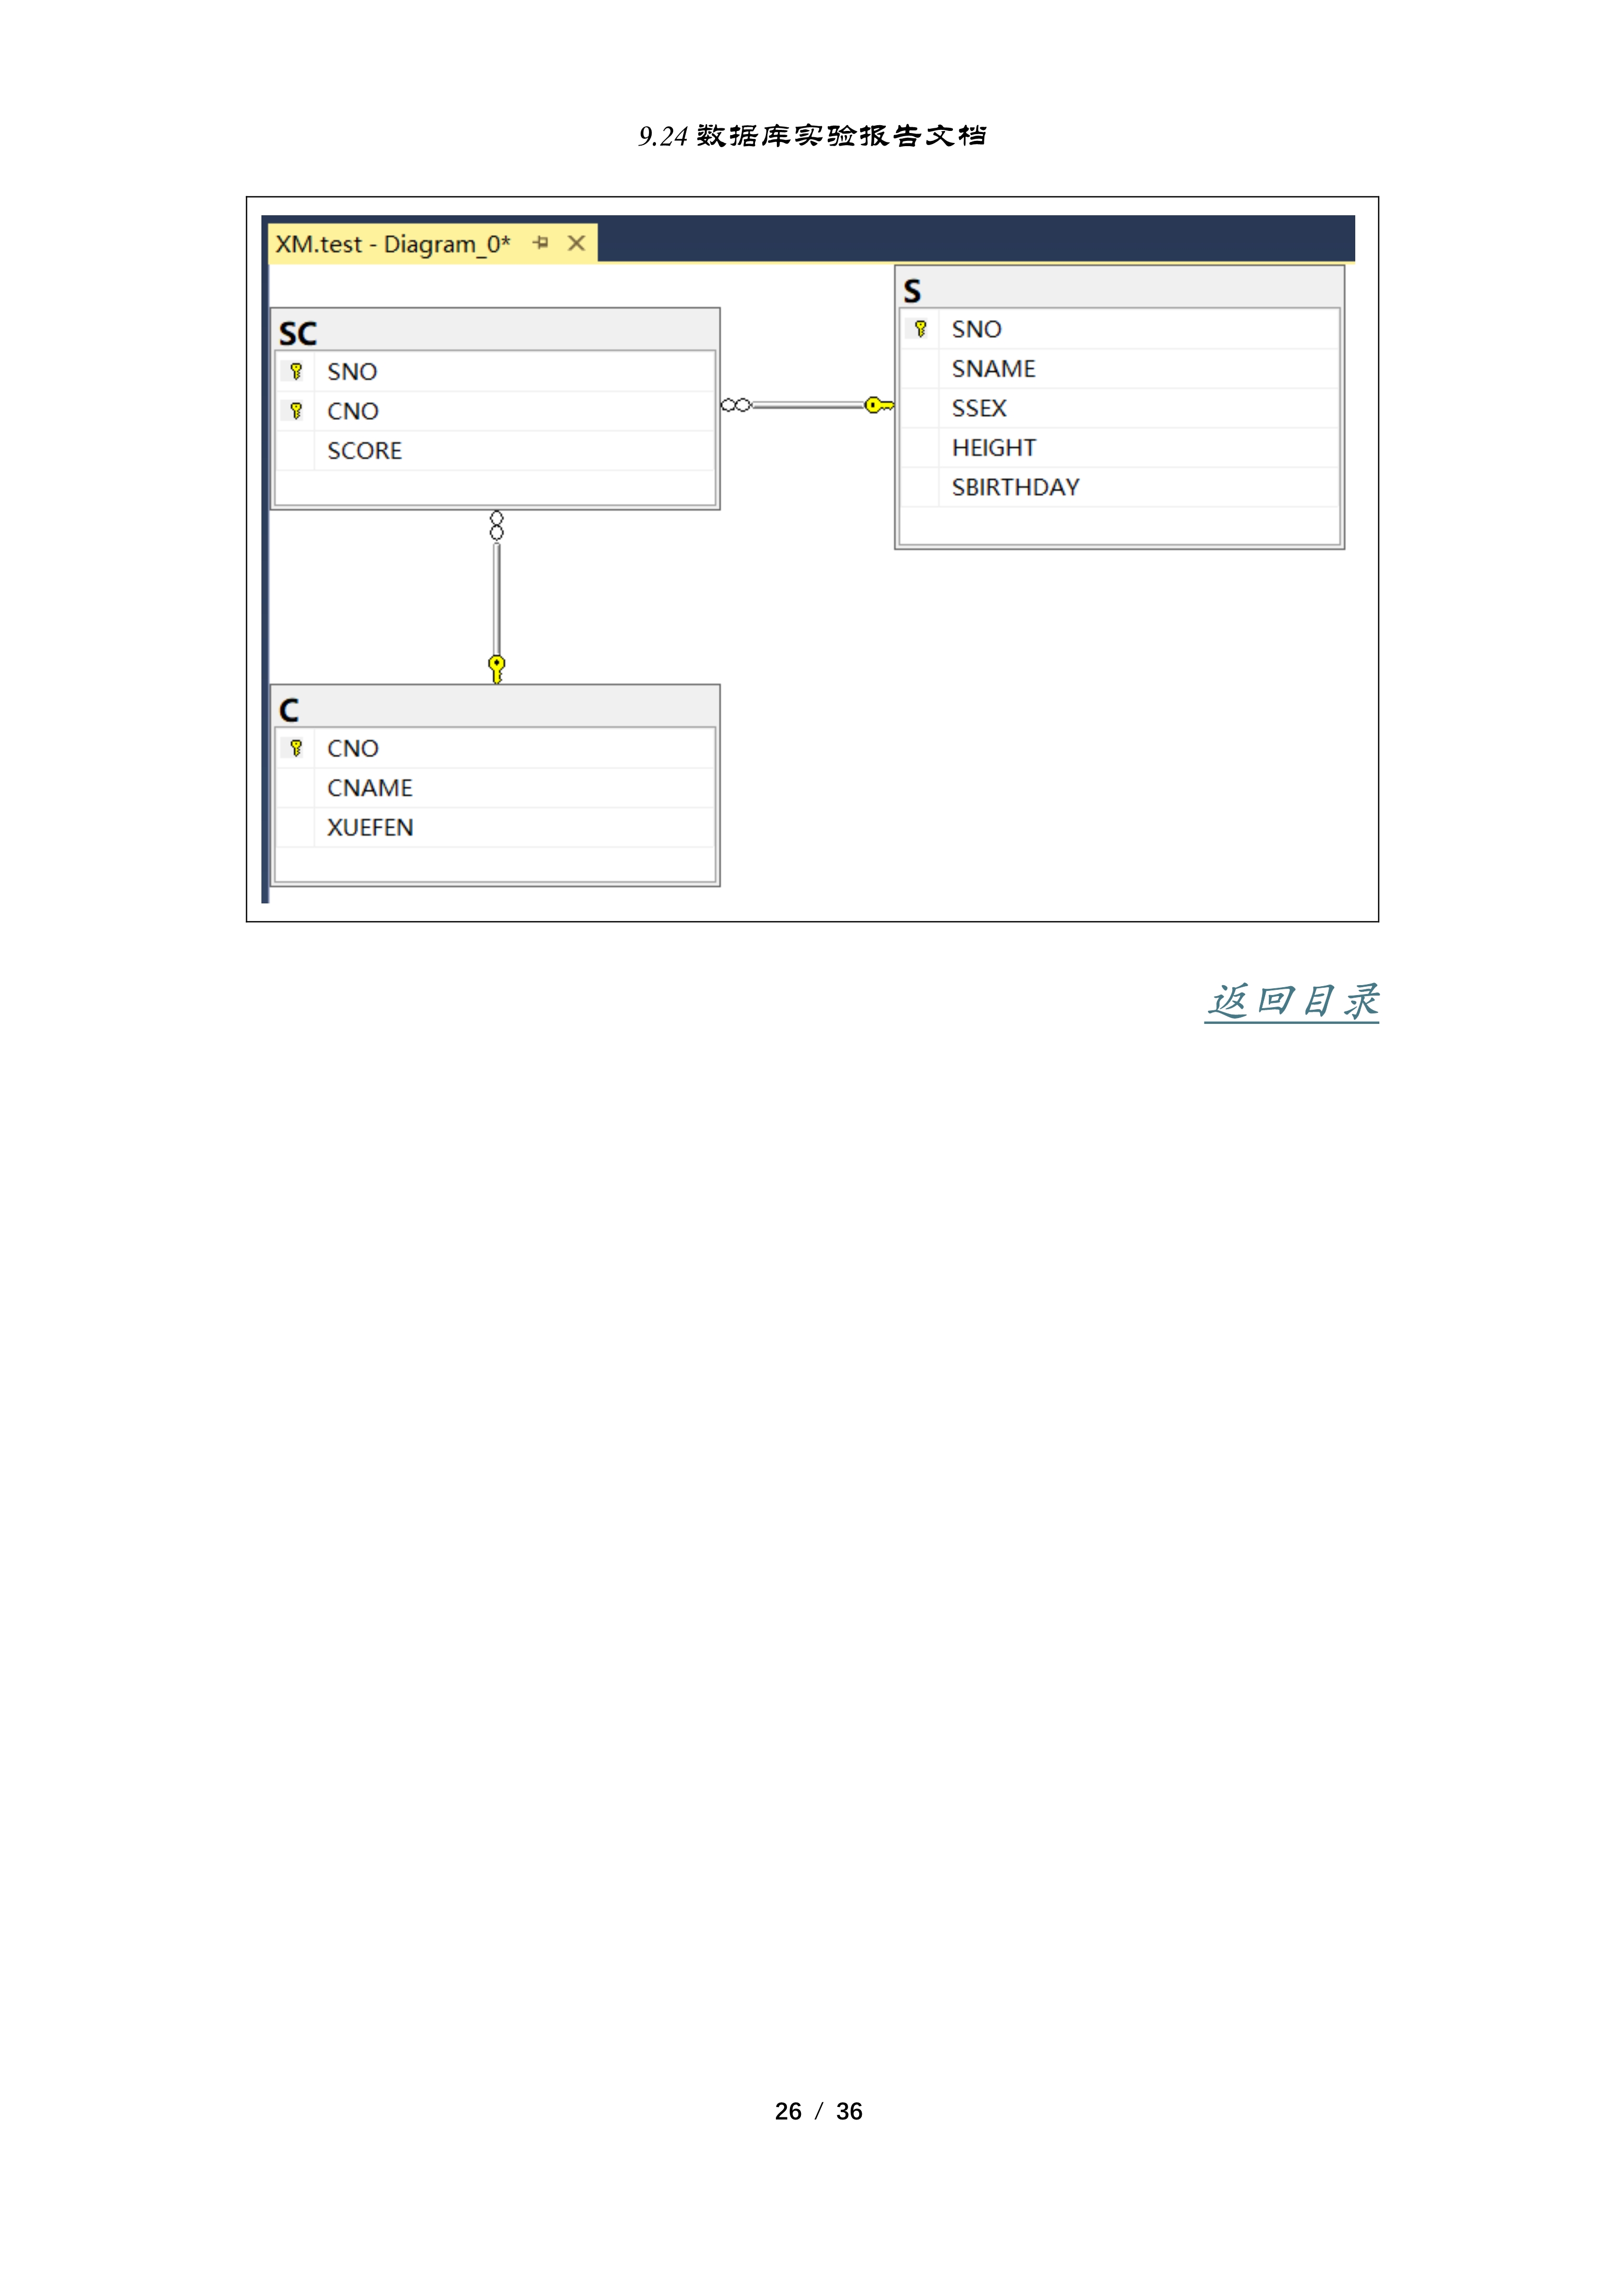 9.24 数据库实验报告文档
XM.test - Diagram_0*
SC
SNO
CNO
SCORE
S
SNO
SNAME
SSEX
HEIGHT
SBIRTHDAY
C
CNO
CNAME
XUEFEN
返回目录
26 / 36